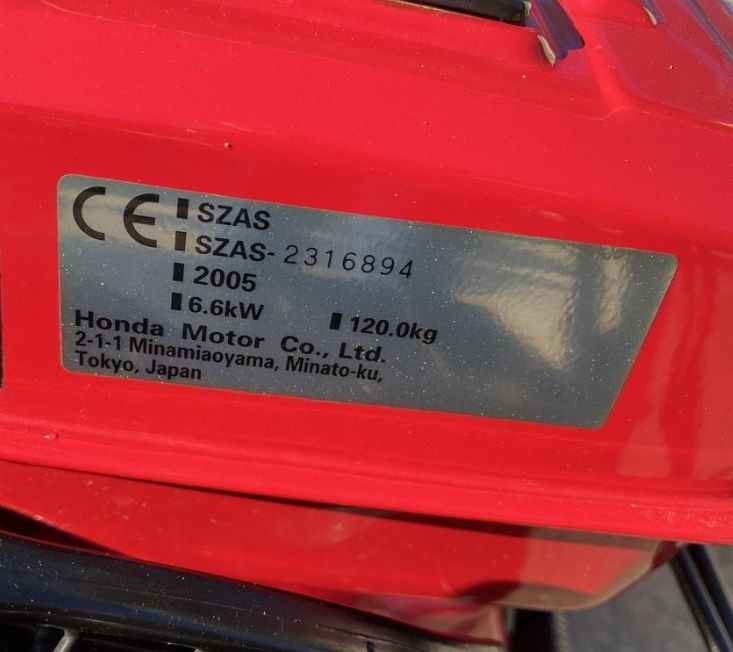 CE SZAS
SZAS- 2316894
2005
6.6kW 120.0kg
Honda Motor Co., Ltd.
2-1-1 Minamiaoyama, Minato-ku,
Tokyo, Japan